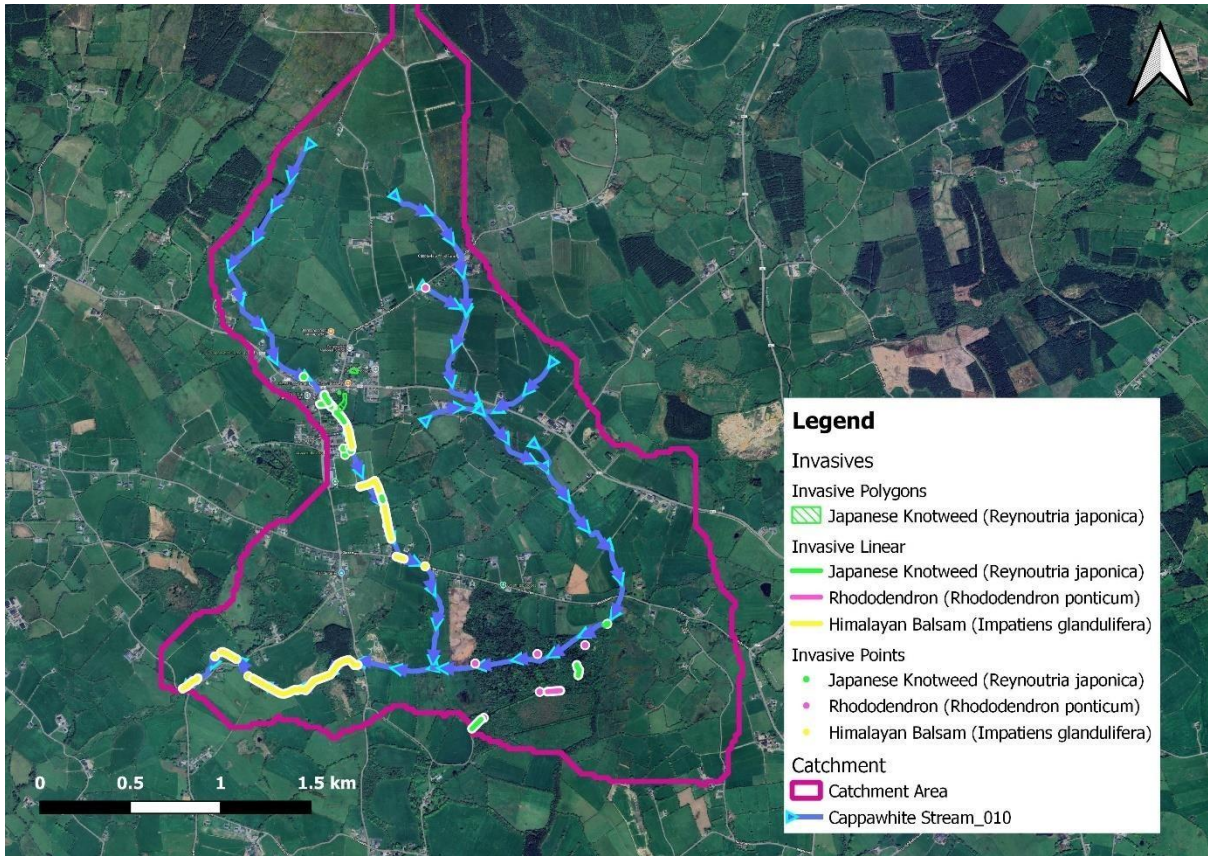 Legend
Invasives
Invasive Polygons
Japanese Knotweed (Reynoutria japonica)
Invasive Linear
Japanese Knotweed (Reynoutria japonica)
Rhododendron (Rhododendron ponticum)
Himalayan Balsam (Impatiens glandulifera)
Invasive Points
Japanese Knotweed (Reynoutria japonica)
Rhododendron (Rhododendron ponticum)
Himalayan Balsam (Impatiens glandulifera)
Catchment
Catchment Area
Cappawhite Stream_010
0 0.5 1 1.5 km